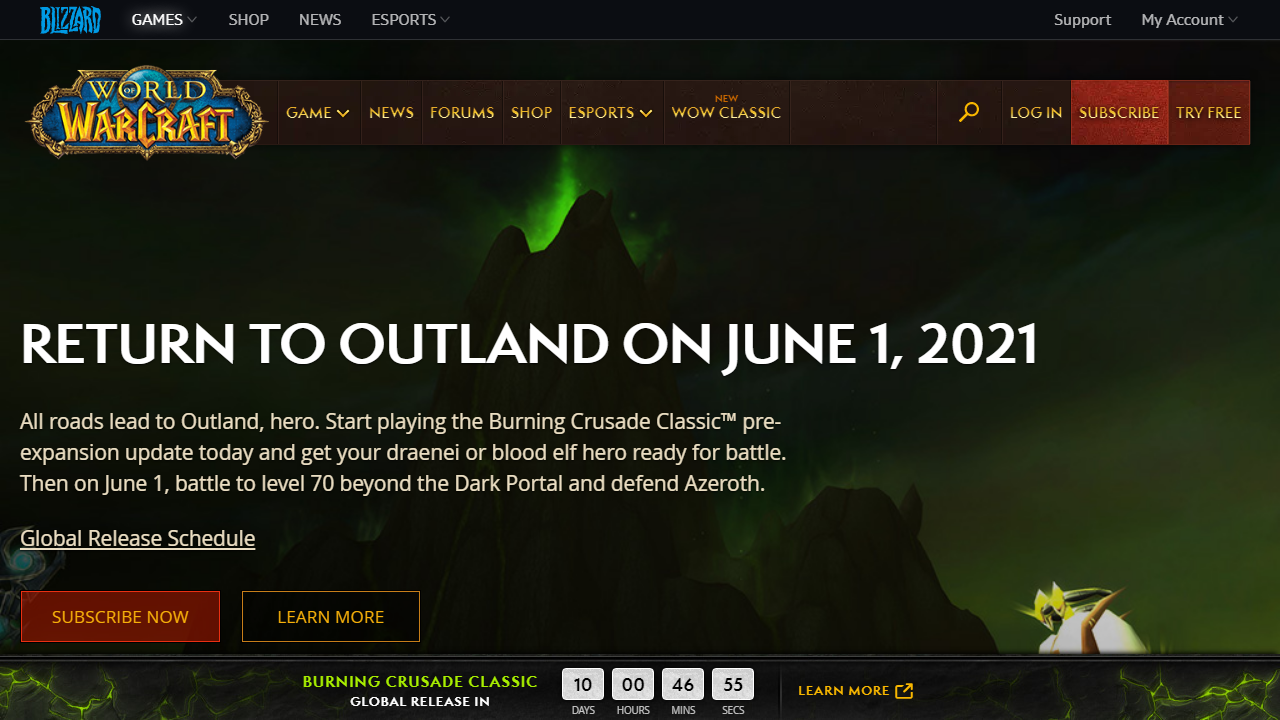 BLIZZARD GAMES SHOP NEWS ESPORTS Support My Account
WORLD OF WARCRAFT
NEW
GAME NEWS FORUMS SHOP ESPORTS WOW CLASSIC LOG IN SUBSCRIBE TRY FREE
RETURN TO OUTLAND ON JUNE 1, 2021
All roads lead to Outland, hero. Start playing the Burning Crusade Classic™ pre-
expansion update today and get your draenei or blood elf hero ready for battle.
Then on June 1, battle to level 70 beyond the Dark Portal and defend Azeroth.
Global Release Schedule
SUBSCRIBE NOW LEARN MORE
BURNING CRUSADE CLASSIC
GLOBAL RELEASE IN
10 00 46 55
DAYS HOURS MINS SECS
LEARN MORE